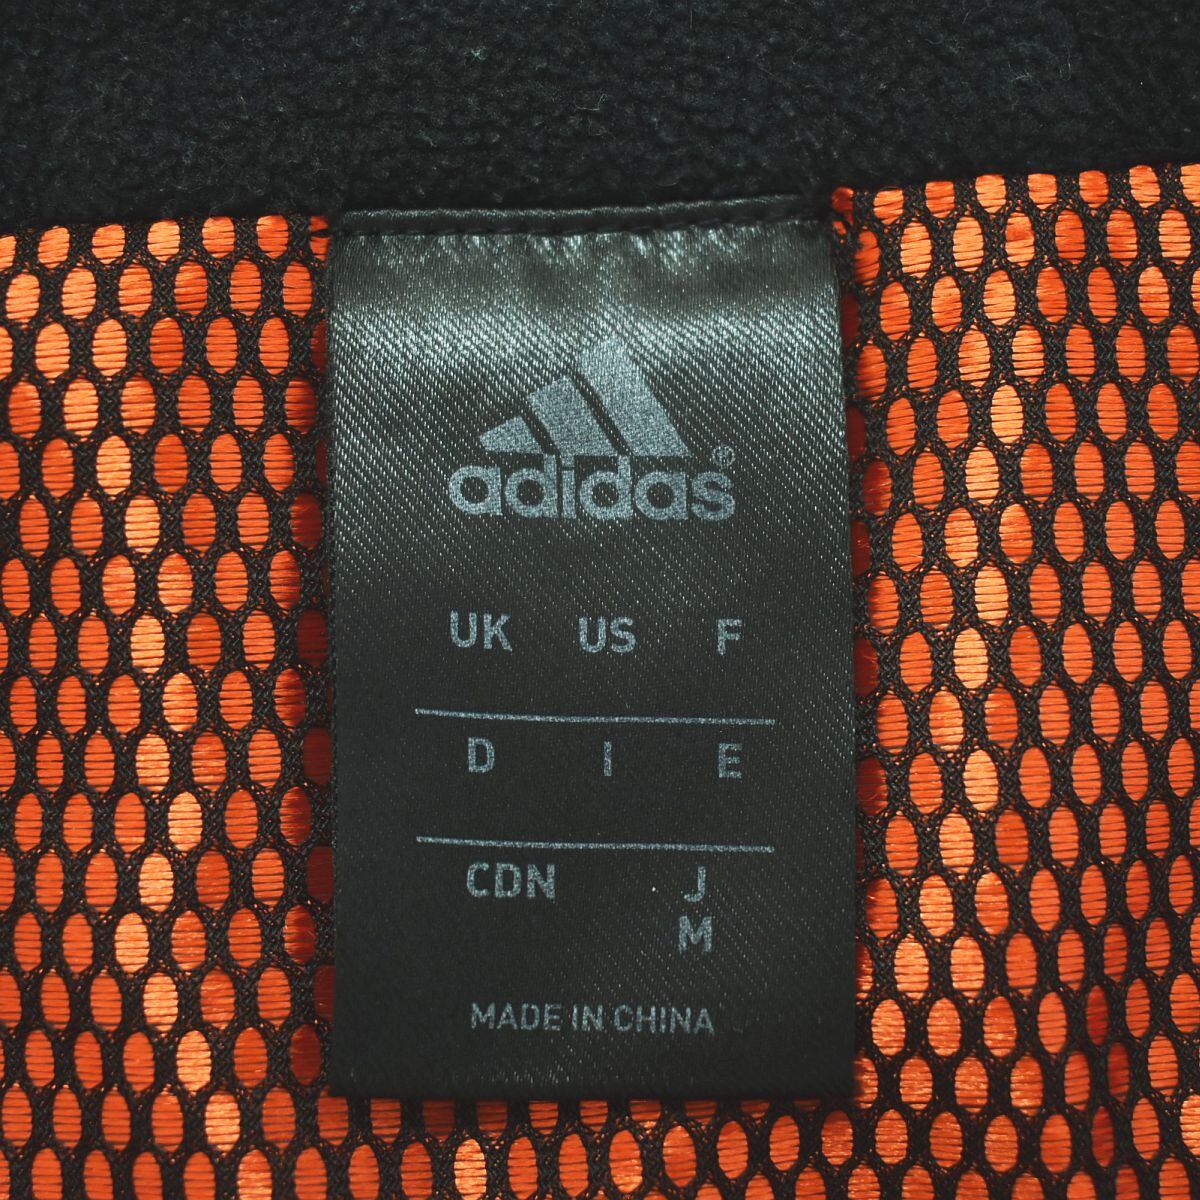 adidas®
UK US F
D I E
CDN J
M
MADE IN CHINA